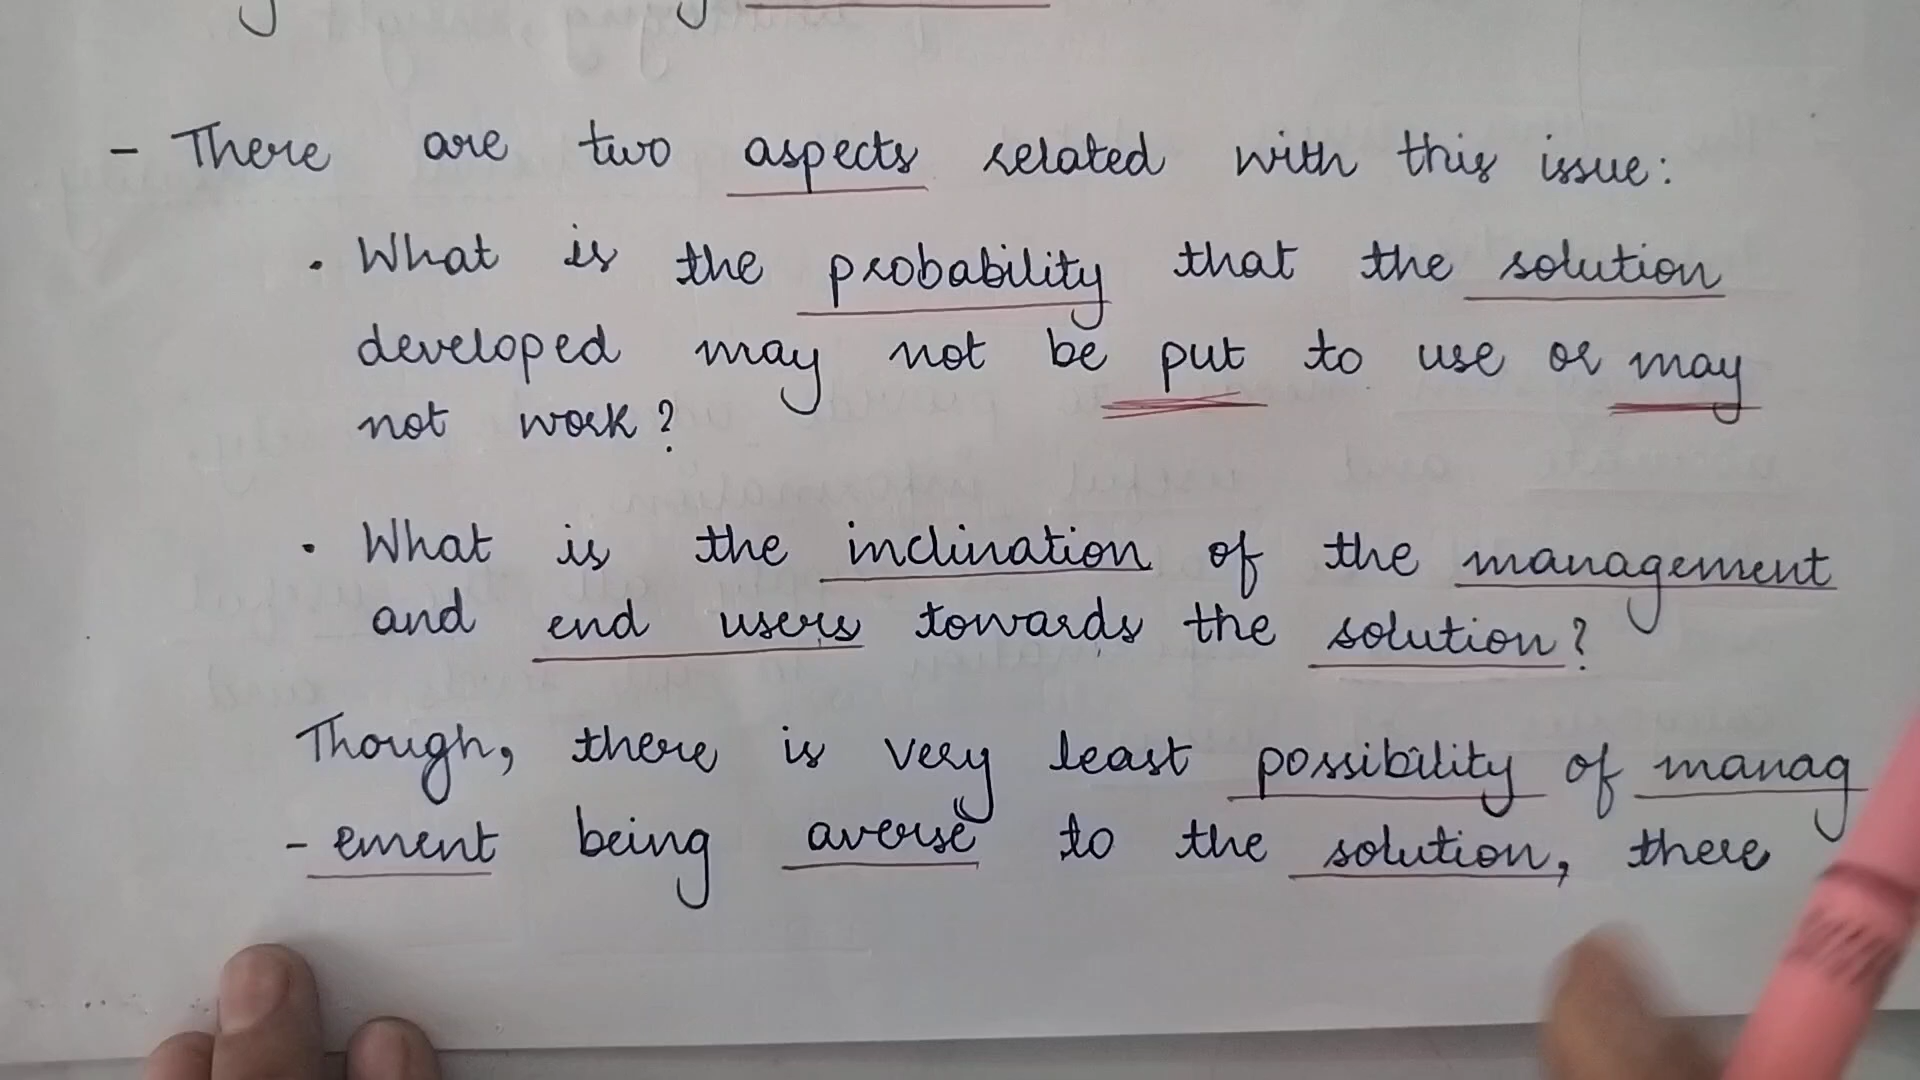 - There are two aspects related with this issue:
. What is the probability that the solution
developed may not be put to use or may
not work?
. What is the inclination of the management
and end users towards the solution?
Though, there is very least possibility of manag
- ement being averse to the solution, there